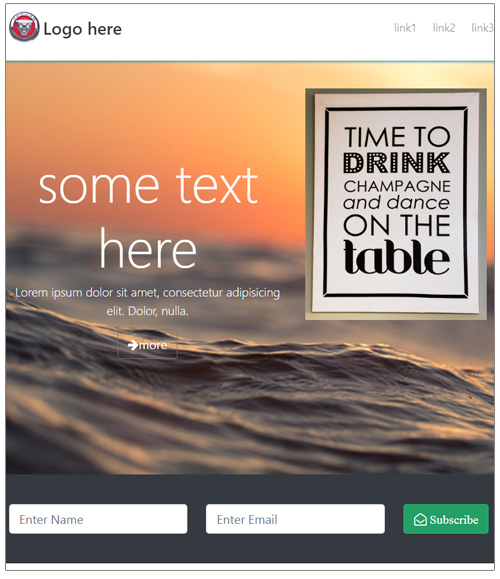 Logo here
link1 link2 link3
some text
here
Lorem ipsum dolor sit amet, consectetur adipisicing
elit. Dolor, nulla.
more
TIME TO
DRINK
CHAMPAGNE
and dance
ON THE
table
Enter Name
Enter Email
Subscribe